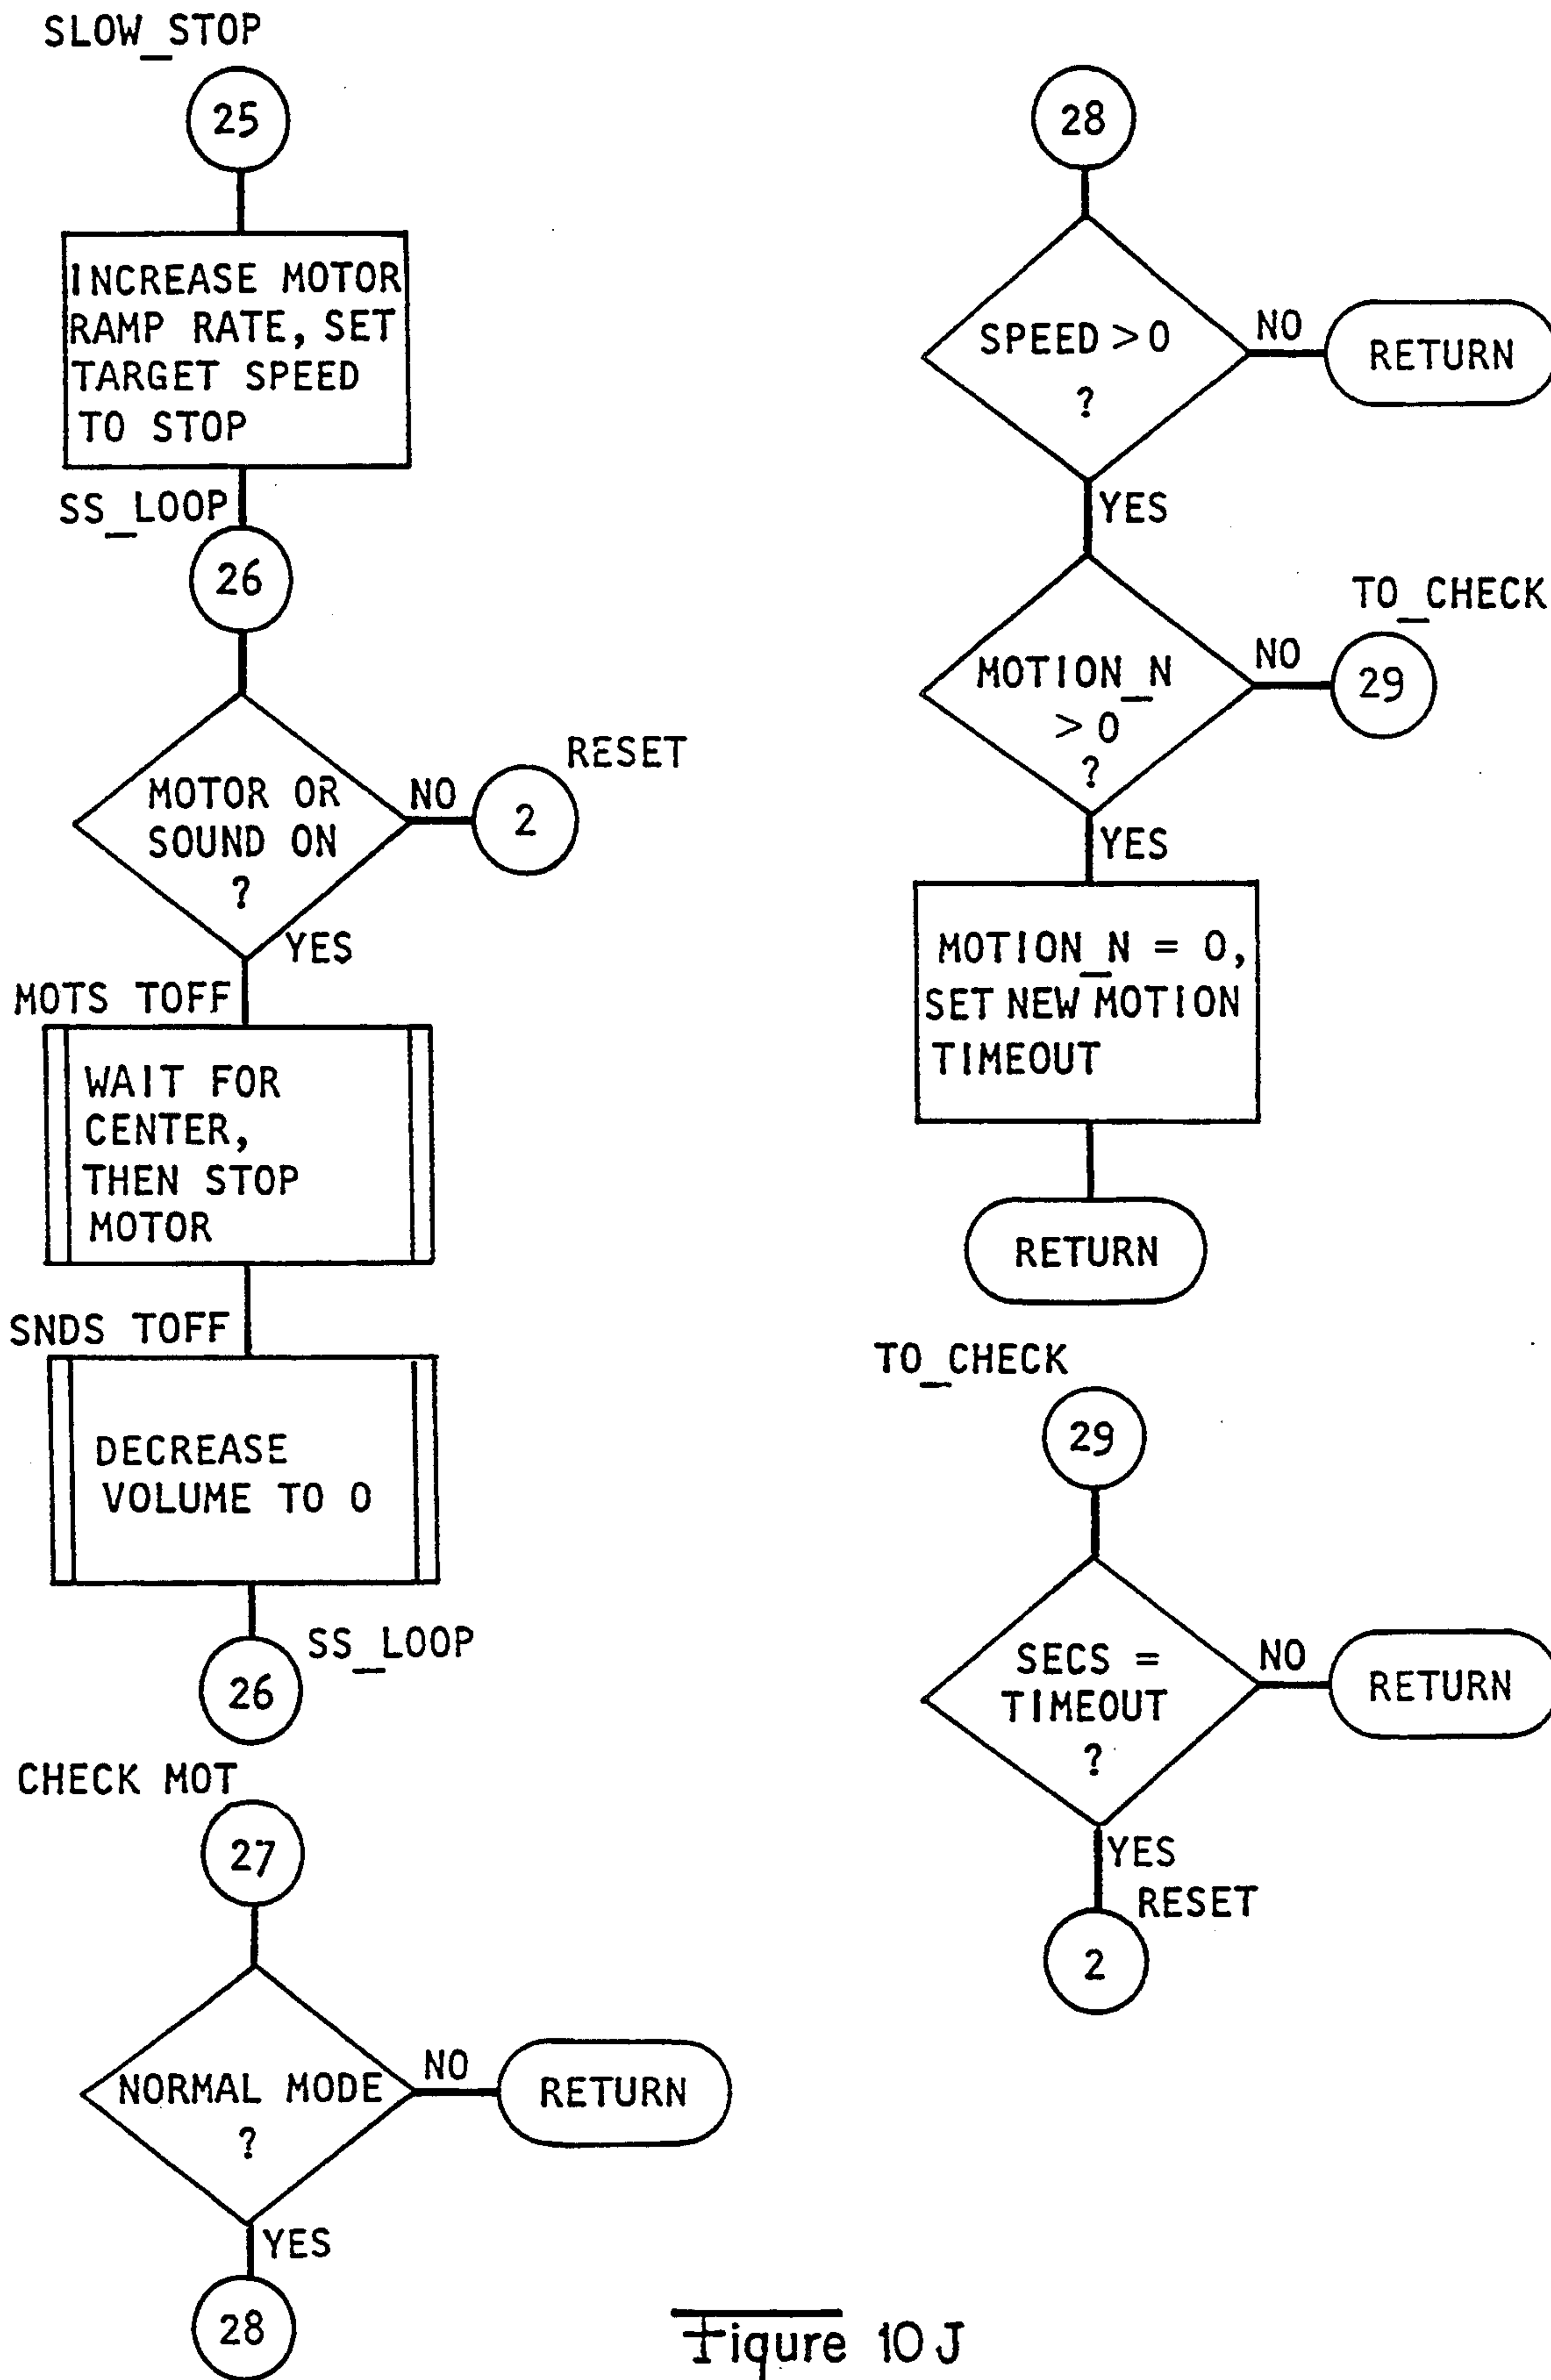 SLOW_STOP
25
INCREASE MOTOR
RAMP RATE, SET
TARGET SPEED
TO STOP
SS_LOOP
26
MOTOR OR
SOUND ON
?
NO
RESET
2
YES
MOTS TOFF
WAIT FOR
CENTER,
THEN STOP
MOTOR
SNDS TOFF
DECREASE
VOLUME TO 0
SS_LOOP
26
CHECK MOT
27
NORMAL MODE
?
NO
RETURN
YES
28
28
SPEED > 0
?
NO
RETURN
YES
MOTION_N
> 0
?
NO
TO_CHECK
29
YES
MOTION_N = 0,
SET NEW MOTION
TIMEOUT
RETURN
TO_CHECK
29
SECS =
TIMEOUT
?
NO
RETURN
YES
RESET
2
Figure 10J